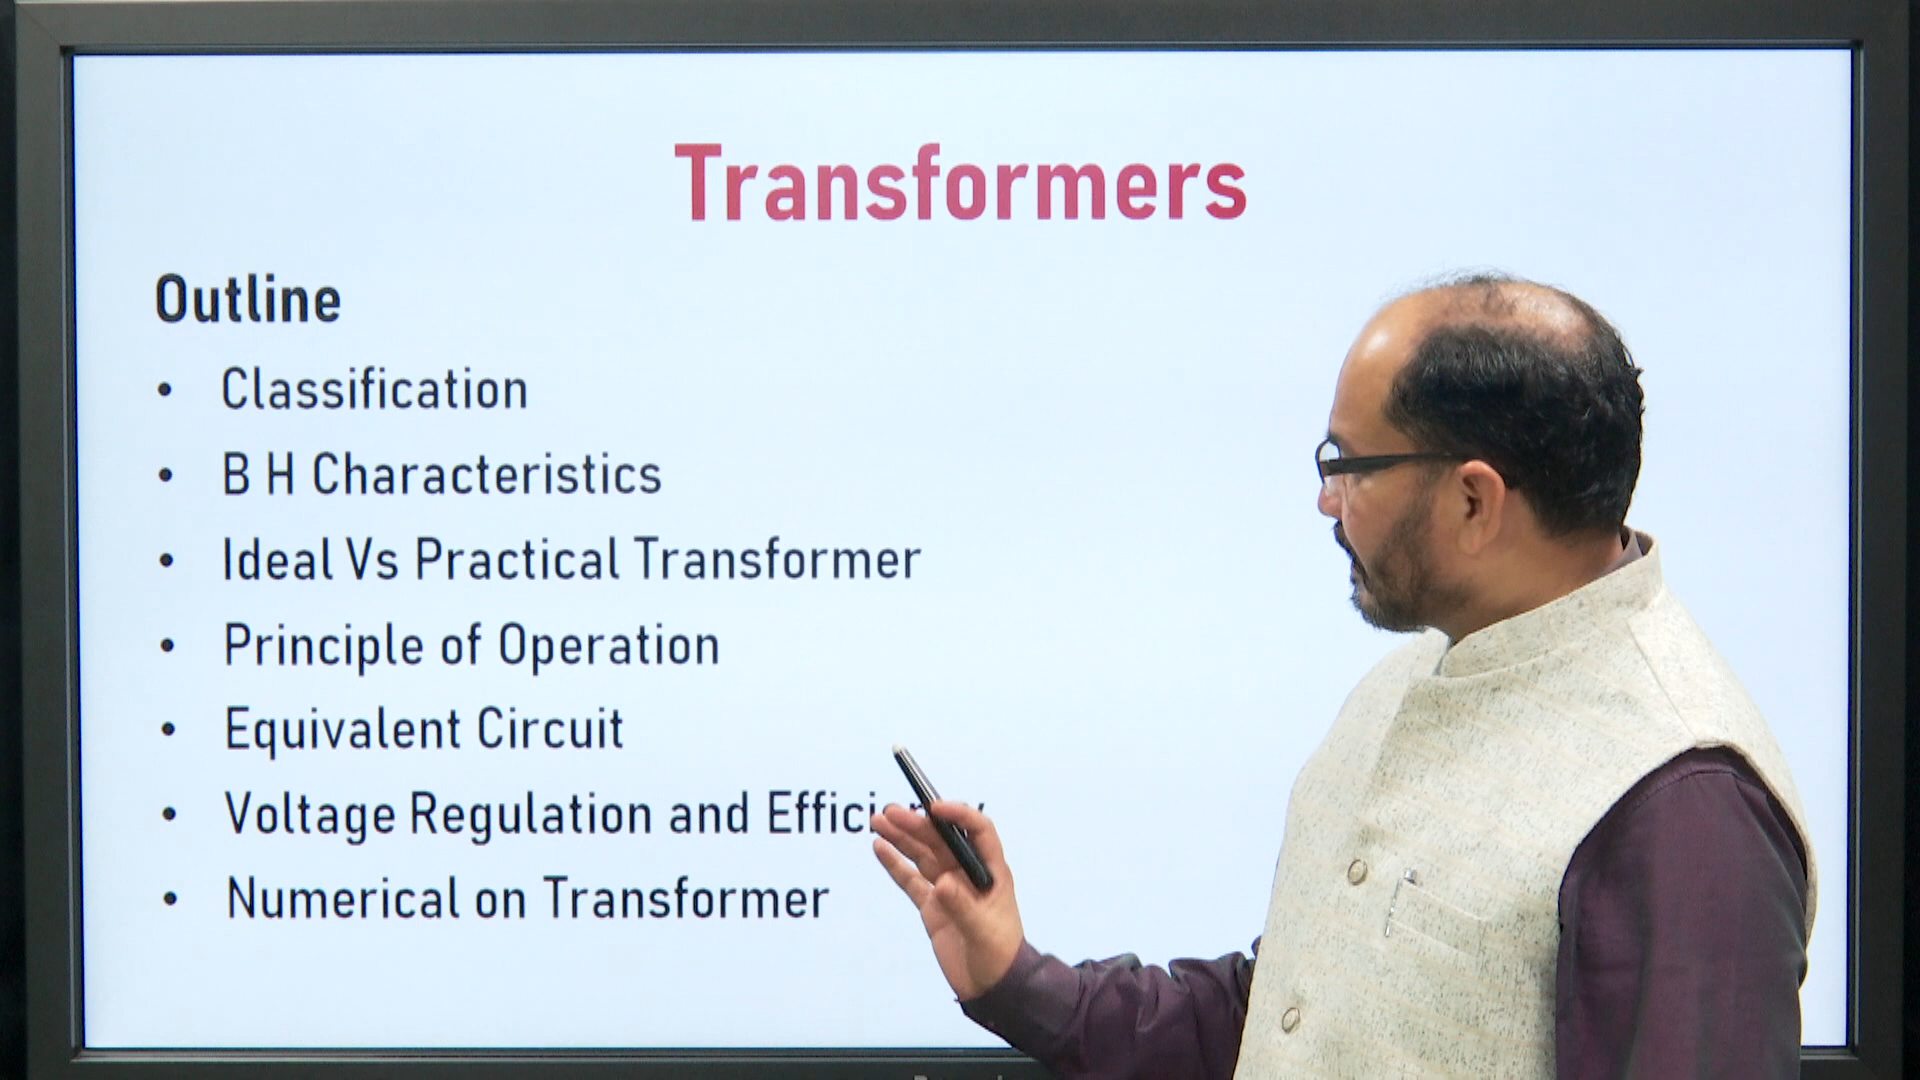 Transformers
Outline
• Classification
• B H Characteristics
• Ideal Vs Practical Transformer
• Principle of Operation
• Equivalent Circuit
• Voltage Regulation and
• Numerical on Transformer